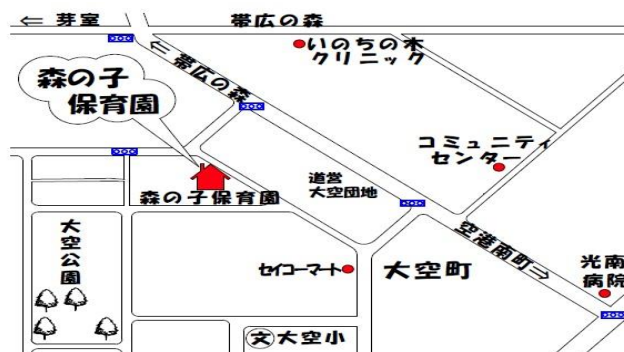 ← 芽室
帯広の森
いのちの木
クリニック
← 帯広の森
森の子
保育園
コミュニティ
センター
道営
大空団地
森の子保育園
大空公園
空港南町⇒
光南
病院
セイコーマート
大空町
文 大空小